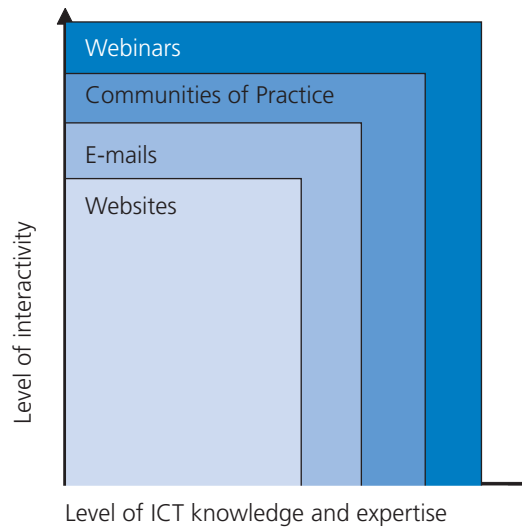 Webinars
Communities of Practice
E-mails
Websites
Level of interactivity
Level of ICT knowledge and expertise